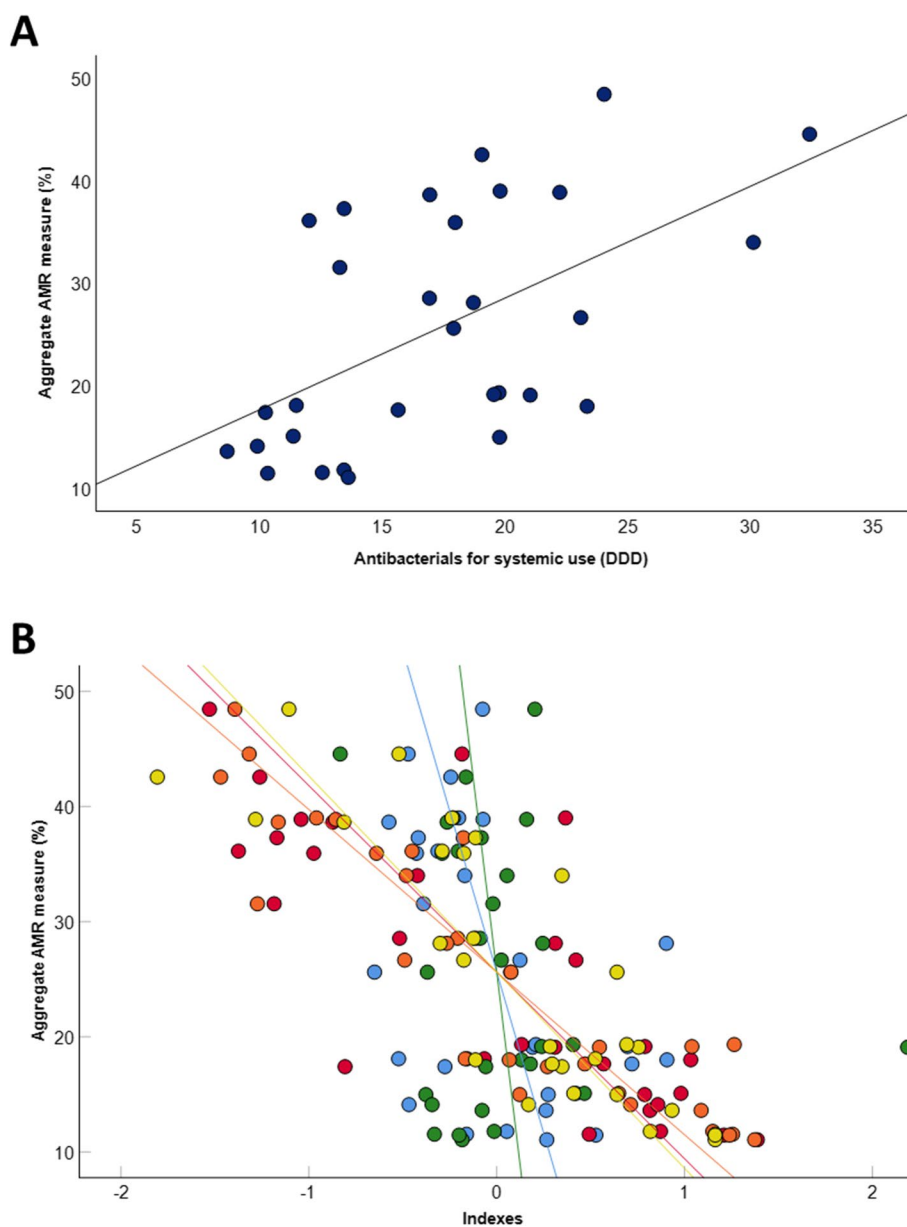 A
50
40
30
20
10
Aggregate AMR measure (%)
5 10 15 20 25 30 35
Antibacterials for systemic use (DDD)
B
50
40
30
20
10
Aggregate AMR measure (%)
-2 -1 0 1 2
Indexes